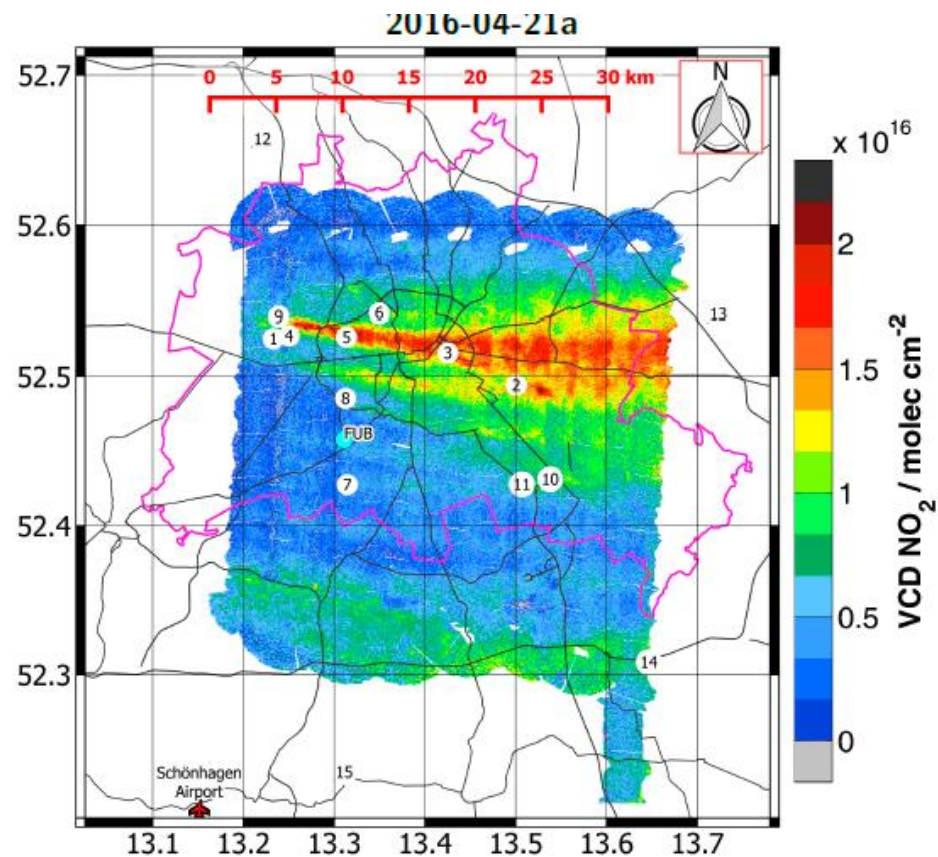 2016-04-21a
0 5 10 15 20 25 30 km
N
x 10^16
52.7
12
52.6
2
13
9
6
1 4
5
3
1.5
52.5
2
8
FUB
1
7
11
10
52.4
0.5
14
52.3
0
15
Schönhagen
Airport
13.1 13.2 13.3 13.4 13.5 13.6 13.7
VCD NO2 / molec cm-2